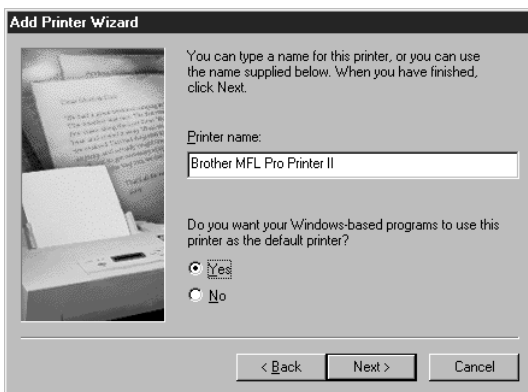 Add Printer Wizard
You can type a name for this printer, or you can use
the name supplied below. When you have finished,
click Next.
Printer name:
Brother MFL Pro Printer II
Do you want your Windows-based programs to use this
printer as the default printer?
Yes
No
< Back
Next >
Cancel